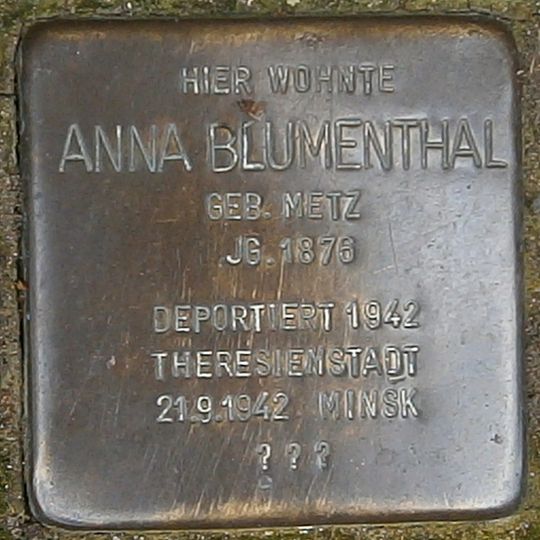 HIER WOHNTE
ANNA BLUMENTHAL
GEB. METZ
JG. 1876
DEPORTIERT 1942
THERESIENSTADT
21.9.1942 MINSK
? ? ?